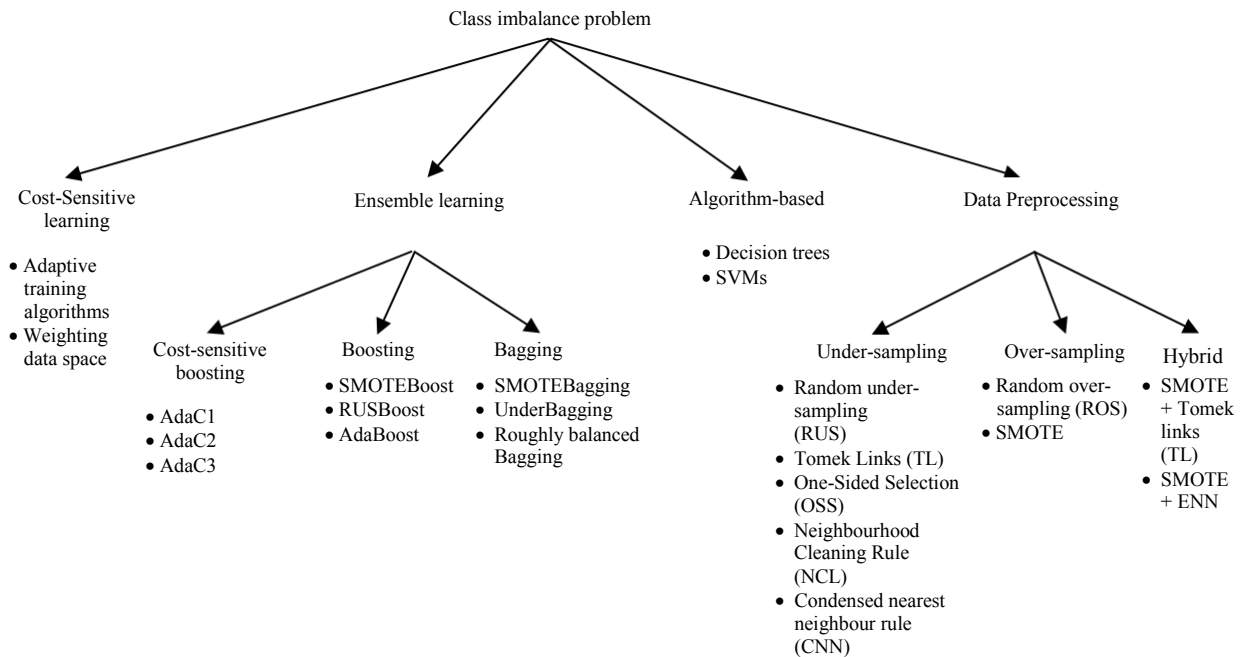 Class imbalance problem
Cost-Sensitive
learning
• Adaptive
training
algorithms
• Weighting
data space
Ensemble learning
Cost-sensitive
boosting
• AdaC1
• AdaC2
• AdaC3
Boosting
• SMOTEBoost
• RUSBoost
• AdaBoost
Bagging
• SMOTEBagging
• UnderBagging
• Roughly balanced
Bagging
Algorithm-based
• Decision trees
• SVMs
Data Preprocessing
Under-sampling
• Random under-
sampling
(RUS)
• Tomek Links (TL)
• One-Sided Selection
(OSS)
• Neighbourhood
Cleaning Rule
(NCL)
• Condensed nearest
neighbour rule
(CNN)
Over-sampling
• Random over-
sampling (ROS)
• SMOTE
Hybrid
• SMOTE
+ Tomek
links
(TL)
• SMOTE
+ ENN